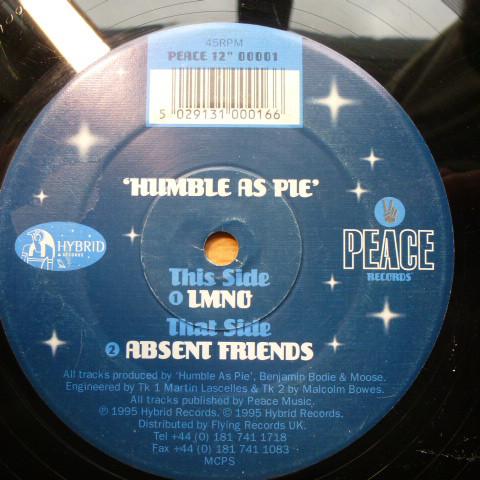 45RPM
PEACE 12" 00001
5 029131 000166
'HUMBLE AS PIE'
HYBRID
& RECORDS
PEACE
RECORDS
This Side
1 LMNO
That Side
2 ABSENT FRIENDS
All tracks produced by 'Humble As Pie', Benjamin Bodie & Moose.
Engineered by Tk 1 Martin Lascelles & Tk 2 by Malcolm Bowes.
All tracks published by Peace Music.
℗ 1995 Hybrid Records. © 1995 Hybrid Records.
Distributed by Flying Records UK.
Tel +44 (0) 181 741 1718
Fax +44 (0) 181 741 1083
MCPS